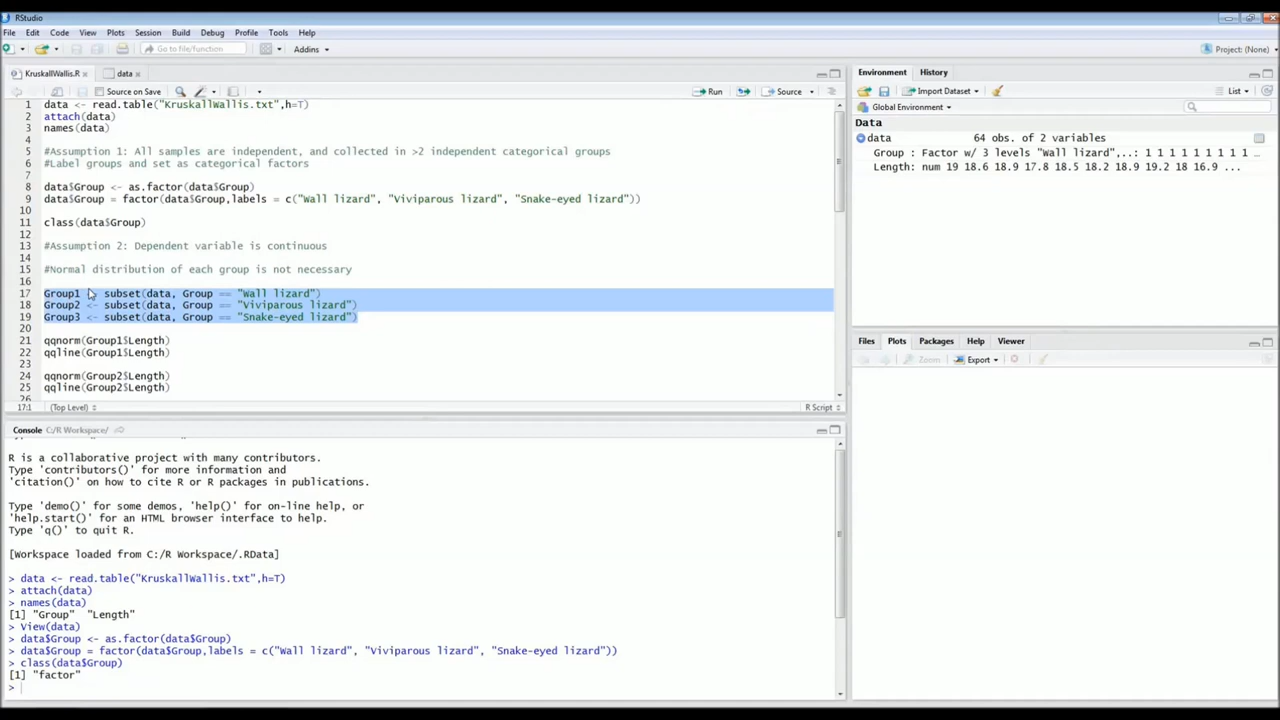 RStudio
File Edit Code View Plots Session Build Debug Profile Tools Help
Go to file/function Addins Project: (None)
KruskallWallis.R data
Source on Save Run Source
1 data <- read.table("KruskallWallis.txt",h=T)
2 attach(data)
3 names(data)
4
5 #Assumption 1: All samples are independent, and collected in >2 independent categorical groups
6 #Label groups and set as categorical factors
7
8 data$Group <- as.factor(data$Group)
9 data$Group = factor(data$Group,labels = c("Wall lizard", "Viviparous lizard", "Snake-eyed lizard"))
10
11 class(data$Group)
12
13 #Assumption 2: Dependent variable is continuous
14
15 #Normal distribution of each group is not necessary
16
17 Group1 <- subset(data, Group == "Wall lizard")
18 Group2 <- subset(data, Group == "Viviparous lizard")
19 Group3 <- subset(data, Group == "Snake-eyed lizard")
20
21 qqnorm(Group1$Length)
22 qqline(Group1$Length)
23
24 qqnorm(Group2$Length)
25 qqline(Group2$Length)
26
17:1 (Top Level) R Script
Console C:/R Workspace/
R is a collaborative project with many contributors.
Type 'contributors()' for more information and
'citation()' on how to cite R or R packages in publications.
Type 'demo()' for some demos, 'help()' for on-line help, or
'help.start()' for an HTML browser interface to help.
Type 'q()' to quit R.
[Workspace loaded from C:/R Workspace/.RData]
> data <- read.table("KruskallWallis.txt",h=T)
> attach(data)
> names(data)
[1] "Group" "Length"
> View(data)
> data$Group <- as.factor(data$Group)
> data$Group = factor(data$Group,labels = c("Wall lizard", "Viviparous lizard", "Snake-eyed lizard"))
> class(data$Group)
[1] "factor"
>
Environment History
Import Dataset List
Global Environment
Data
data 64 obs. of 2 variables
Group : Factor w/ 3 levels "Wall lizard",..: 1 1 1 1 1 1 1 1 1 ...
Length: num 19 18.6 18.9 17.8 18.5 18.2 18.9 19.2 18 16.9 ...
Files Plots Packages Help Viewer
Zoom Export